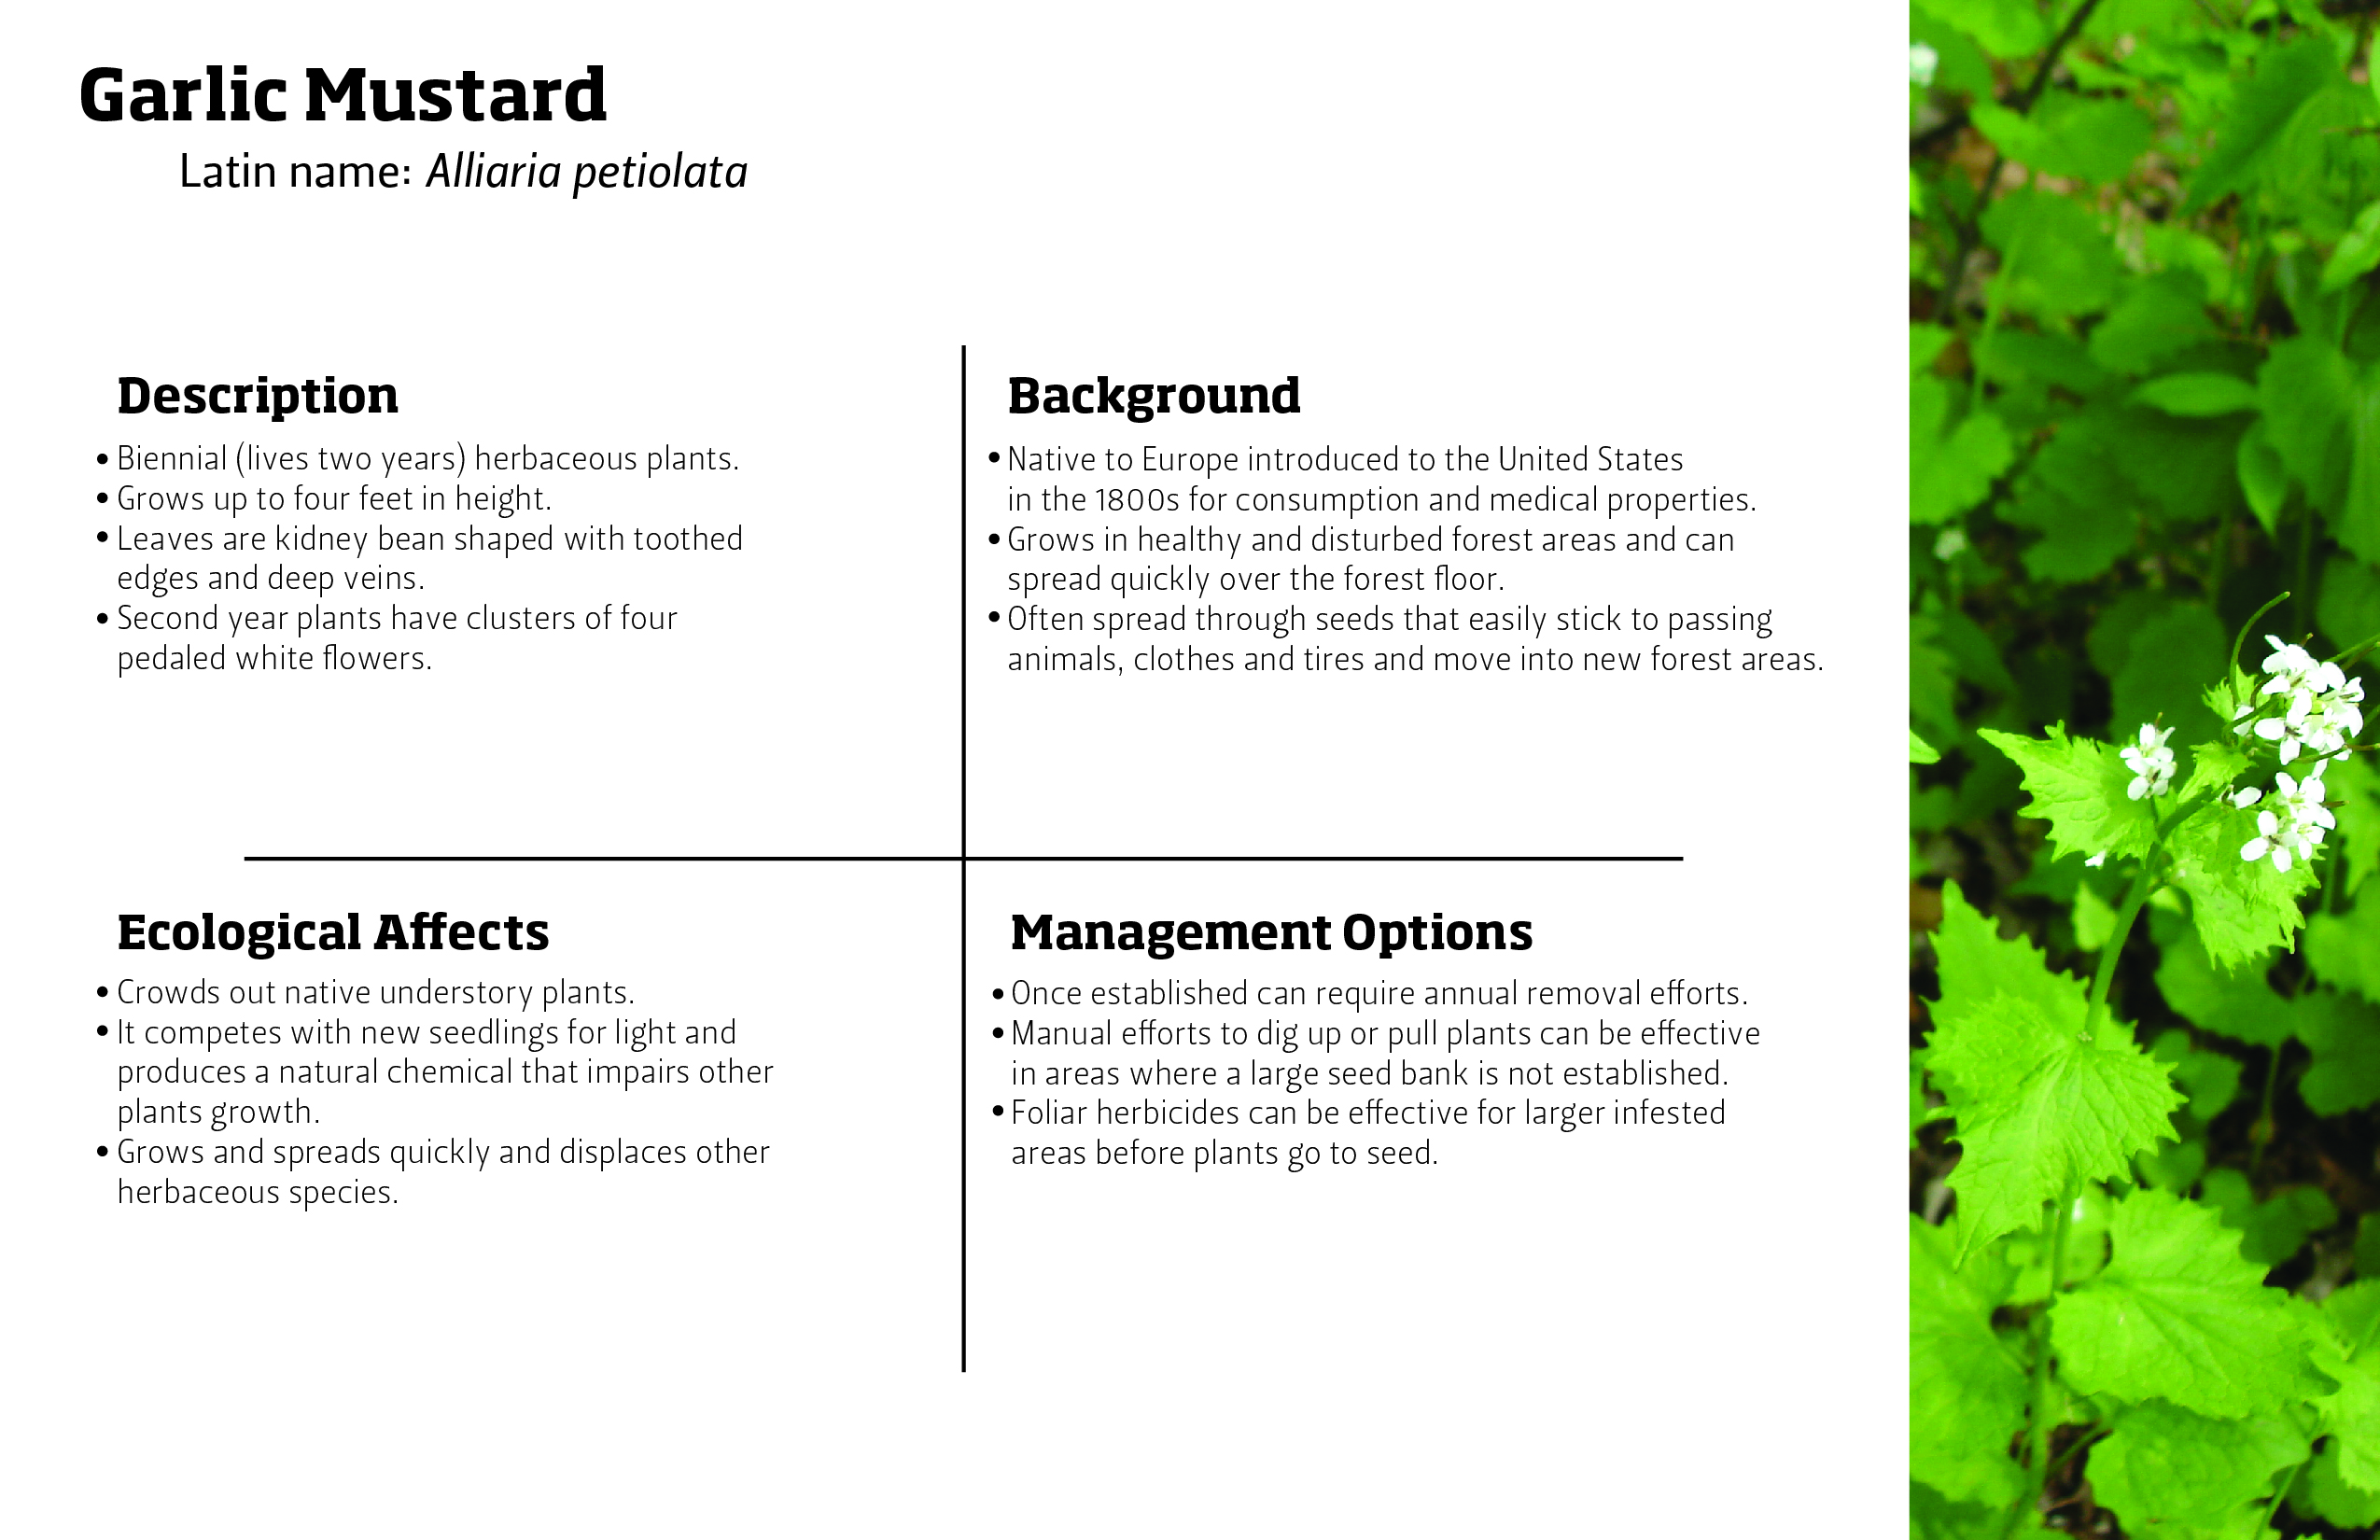 Garlic Mustard
Latin name: Alliaria petiolata
Description
• Biennial (lives two years) herbaceous plants.
• Grows up to four feet in height.
• Leaves are kidney bean shaped with toothed
edges and deep veins.
• Second year plants have clusters of four
pedaled white flowers.
Background
• Native to Europe introduced to the United States
in the 1800s for consumption and medical properties.
• Grows in healthy and disturbed forest areas and can
spread quickly over the forest floor.
• Often spread through seeds that easily stick to passing
animals, clothes and tires and move into new forest areas.
Ecological Affects
• Crowds out native understory plants.
• It competes with new seedlings for light and
produces a natural chemical that impairs other
plants growth.
• Grows and spreads quickly and displaces other
herbaceous species.
Management Options
• Once established can require annual removal efforts.
• Manual efforts to dig up or pull plants can be effective
in areas where a large seed bank is not established.
• Foliar herbicides can be effective for larger infested
areas before plants go to seed.